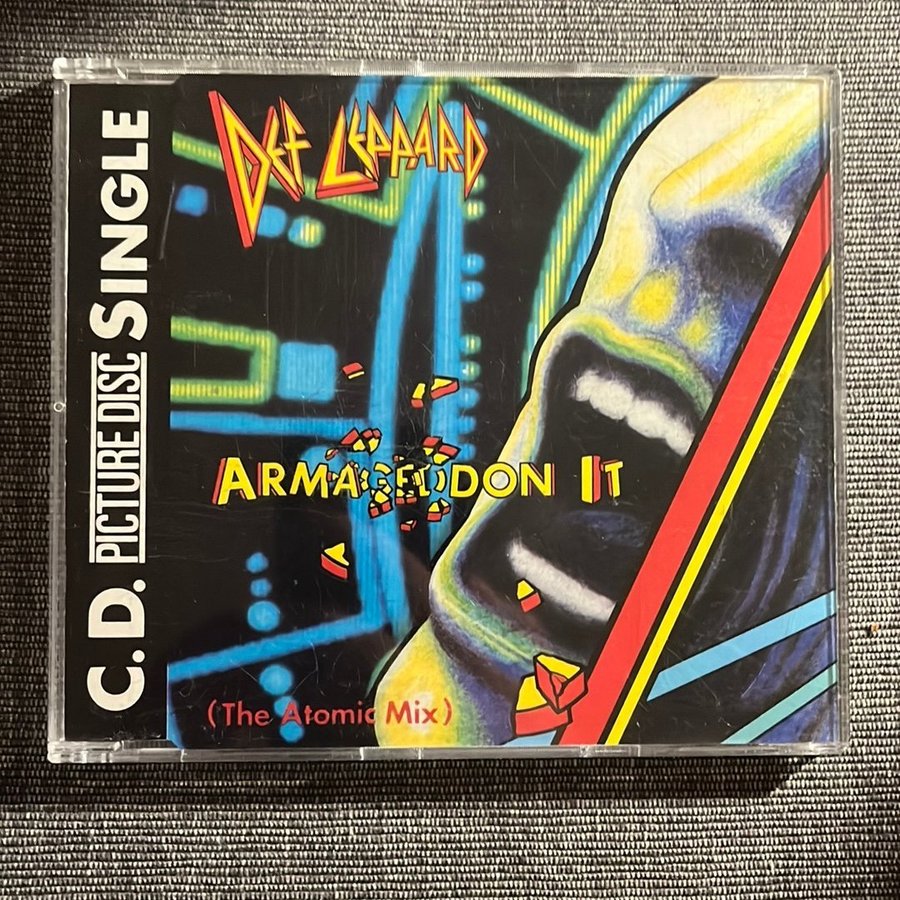 C.D. PICTURE DISC SINGLE
DEF LEPPARD
ARMAGEDDON IT
(The Atomic Mix)